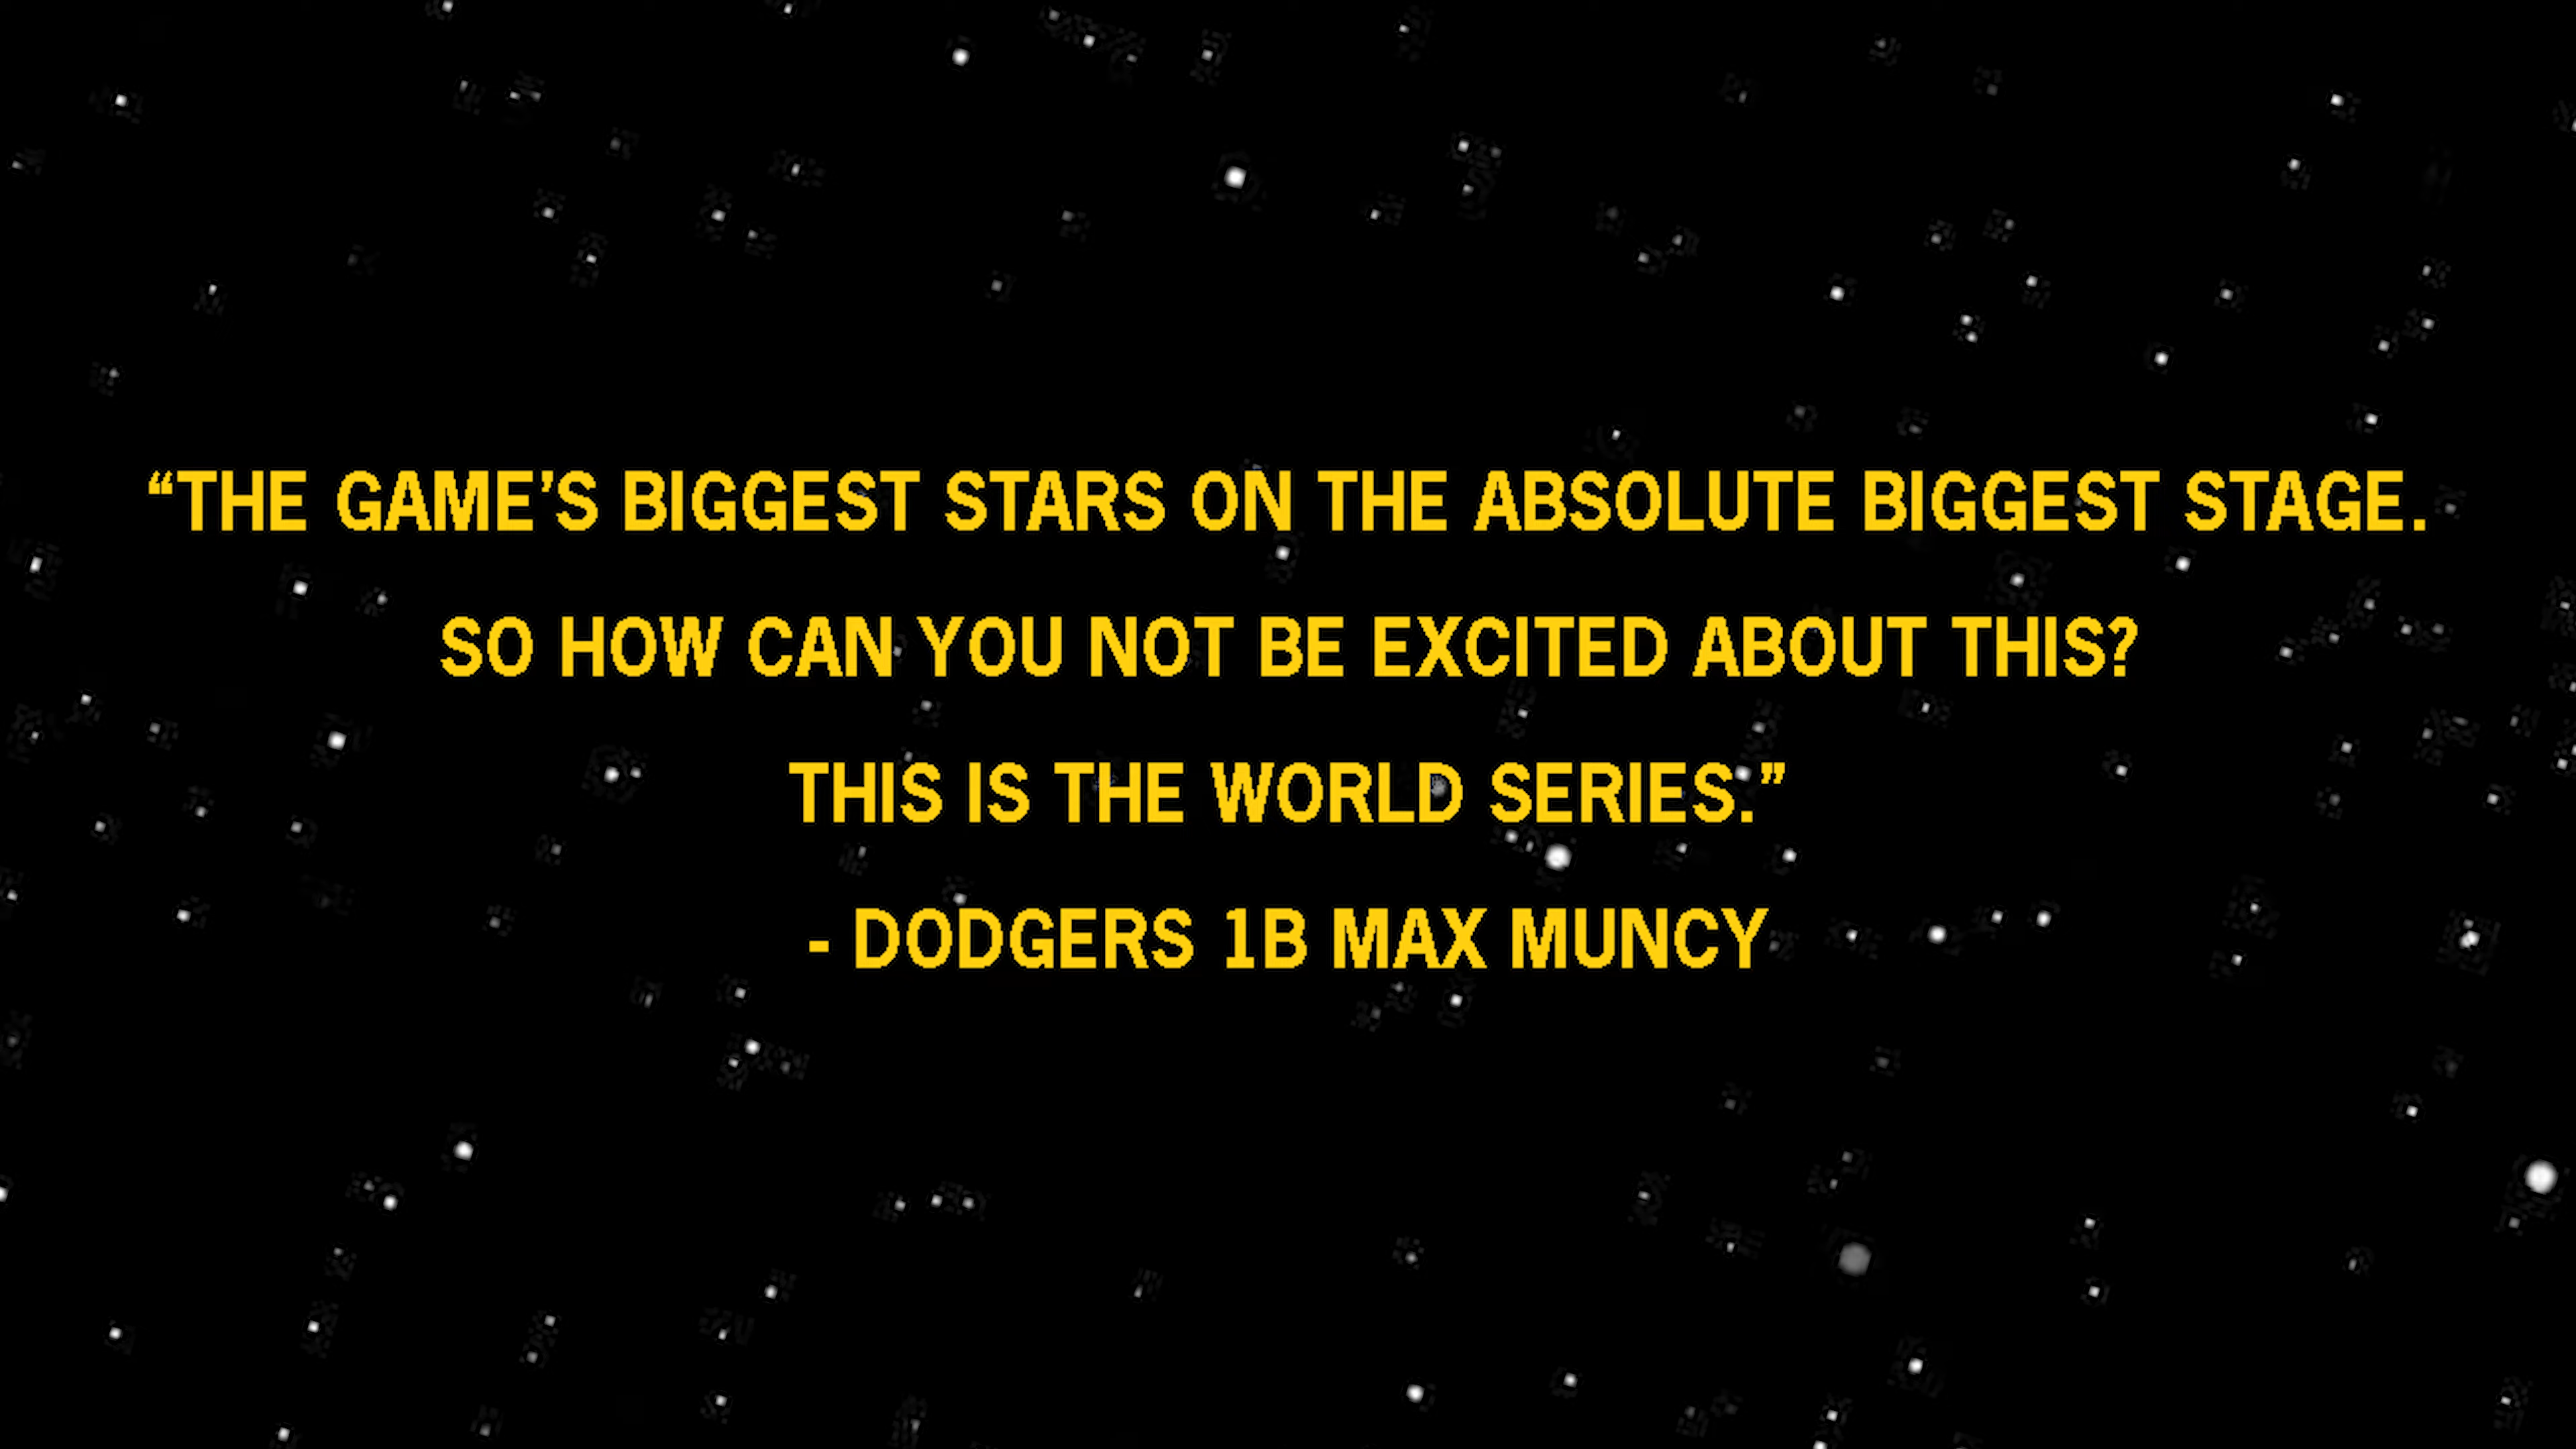 “THE GAME’S BIGGEST STARS ON THE ABSOLUTE BIGGEST STAGE.
SO HOW CAN YOU NOT BE EXCITED ABOUT THIS?
THIS IS THE WORLD SERIES.”
- DODGERS 1B MAX MUNCY